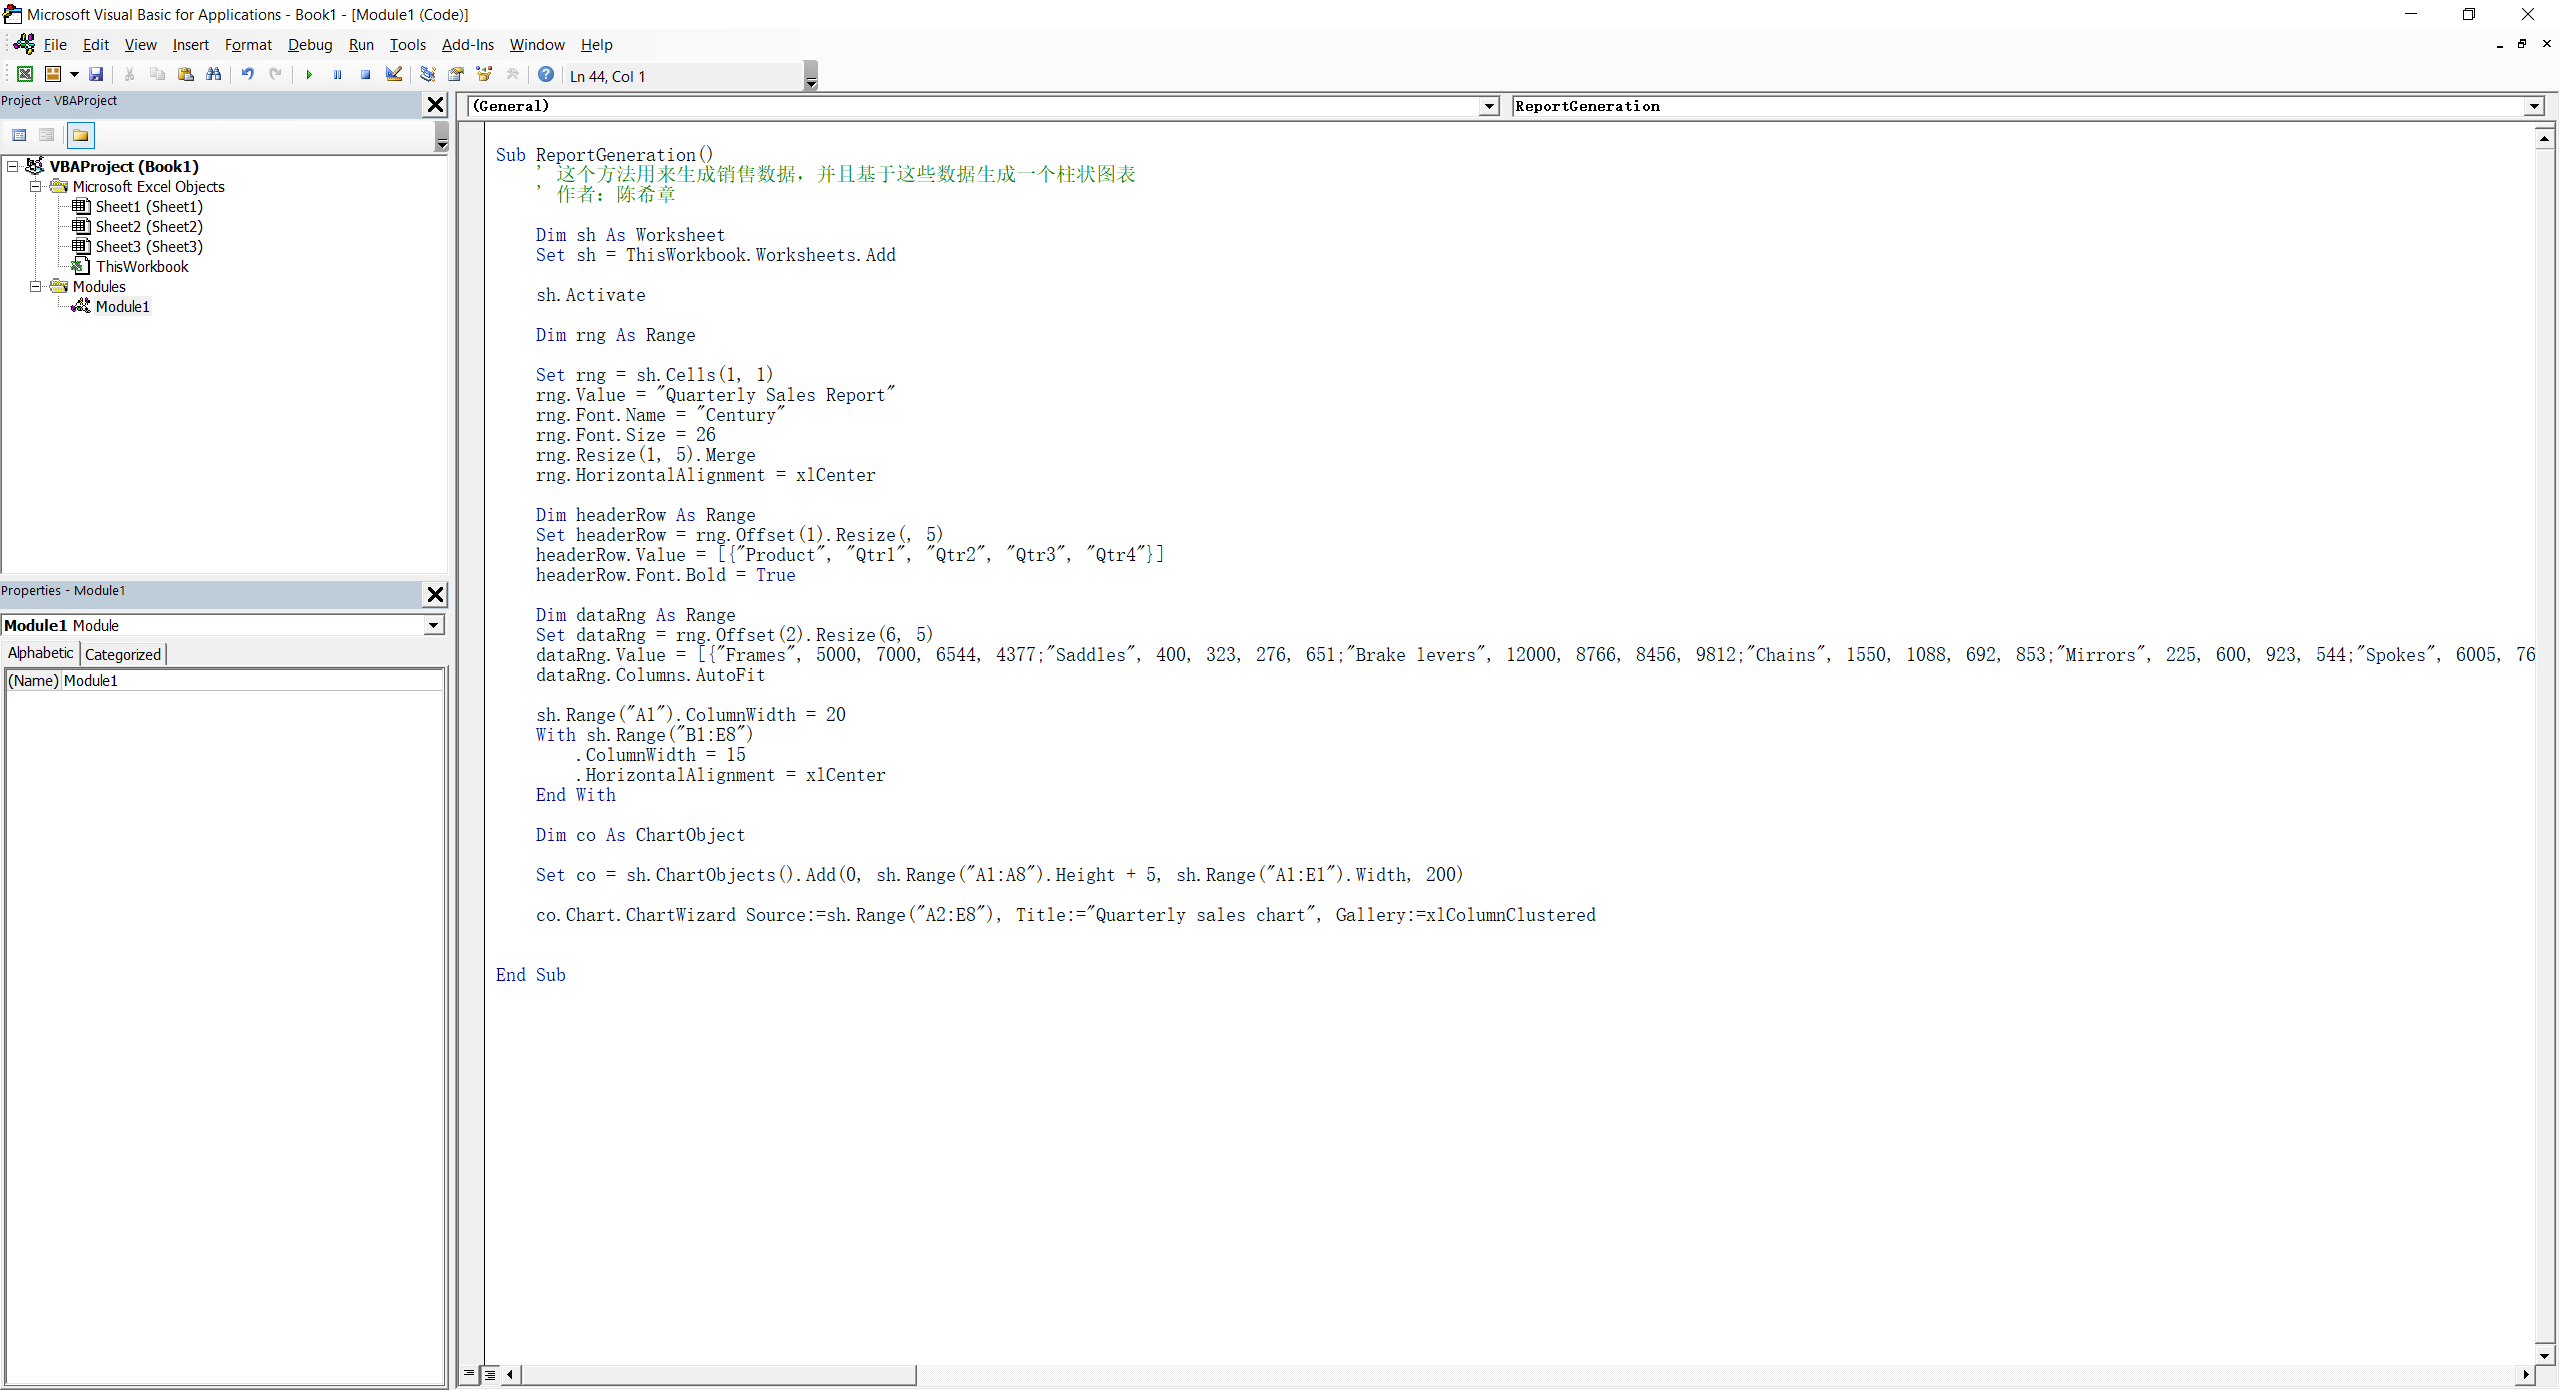 Microsoft Visual Basic for Applications - Book1 - [Module1 (Code)]
File Edit View Insert Format Debug Run Tools Add-Ins Window Help
Ln 44, Col 1
Project - VBAProject
VBAProject (Book1)
Microsoft Excel Objects
Sheet1 (Sheet1)
Sheet2 (Sheet2)
Sheet3 (Sheet3)
ThisWorkbook
Modules
Module1
Properties - Module1
Module1 Module
Alphabetic Categorized
(Name) Module1
(General) ReportGeneration
Sub ReportGeneration()
' 这个方法用来生成销售数据，并且基于这些数据生成一个柱状图表
' 作者：陈希章
Dim sh As Worksheet
Set sh = ThisWorkbook.Worksheets.Add
sh.Activate
Dim rng As Range
Set rng = sh.Cells(1, 1)
rng.Value = "Quarterly Sales Report"
rng.Font.Name = "Century"
rng.Font.Size = 26
rng.Resize(1, 5).Merge
rng.HorizontalAlignment = xlCenter
Dim headerRow As Range
Set headerRow = rng.Offset(1).Resize(, 5)
headerRow.Value = [{"Product", "Qtr1", "Qtr2", "Qtr3", "Qtr4"}]
headerRow.Font.Bold = True
Dim dataRng As Range
Set dataRng = rng.Offset(2).Resize(6, 5)
dataRng.Value = [{"Frames", 5000, 7000, 6544, 4377;"Saddles", 400, 323, 276, 651;"Brake levers", 12000, 8766, 8456, 9812;"Chains", 1550, 1088, 692, 853;"Mirrors", 225, 600, 923, 544;"Spokes", 6005, 76
dataRng.Columns.AutoFit
sh.Range("A1").ColumnWidth = 20
With sh.Range("B1:E8")
.ColumnWidth = 15
.HorizontalAlignment = xlCenter
End With
Dim co As ChartObject
Set co = sh.ChartObjects().Add(0, sh.Range("A1:A8").Height + 5, sh.Range("A1:E1").Width, 200)
co.Chart.ChartWizard Source:=sh.Range("A2:E8"), Title:="Quarterly sales chart", Gallery:=xlColumnClustered
End Sub